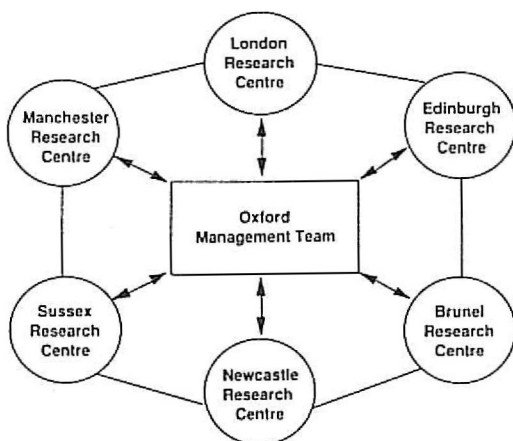 London
Research
Centre
Manchester
Research
Centre
Edinburgh
Research
Centre
Oxford
Management Team
Sussex
Research
Centre
Brunel
Research
Centre
Newcastle
Research
Centre